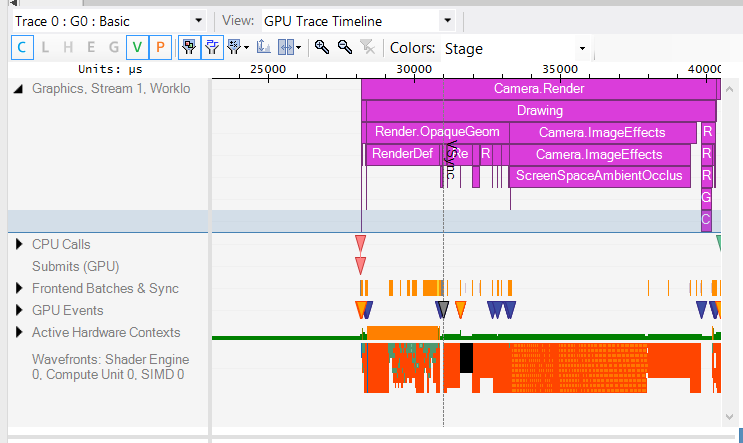 Trace 0 : G0 : Basic View: GPU Trace Timeline
C L H E G V P Colors: Stage
Units: µs 25000 30000 35000 40000
Graphics, Stream 1, Worklo Camera.Render
Drawing
Render.OpaqueGeom Camera.ImageEffects R
RenderDef Re R Camera.ImageEffects R
VSync
ScreenSpaceAmbientOcclus R
G
C
CPU Calls
Submits (GPU)
Frontend Batches & Sync
GPU Events
Active Hardware Contexts
Wavefronts: Shader Engine
0, Compute Unit 0, SIMD 0